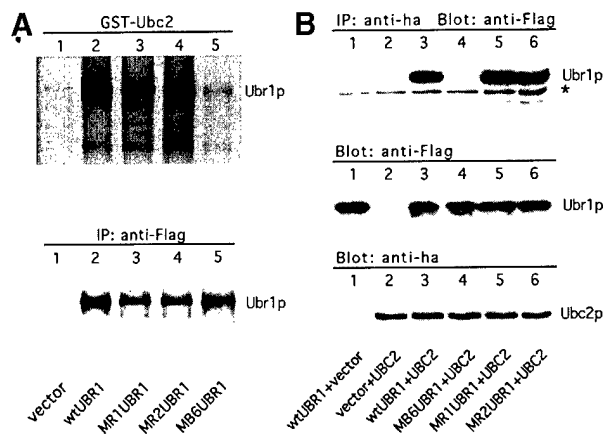 A
GST-Ubc2
1 2 3 4 5
Ubr1p
IP: anti-Flag
1 2 3 4 5
Ubr1p
vector
wtUBR1
MR1UBR1
MR2UBR1
MB6UBR1
B
IP: anti-ha Blot: anti-Flag
1 2 3 4 5 6
Ubr1p
*
Blot: anti-Flag
1 2 3 4 5 6
Ubr1p
Blot: anti-ha
1 2 3 4 5 6
Ubc2p
wtUBR1+vector
vector+UBC2
wtUBR1+UBC2
MB6UBR1+UBC2
MR1UBR1+UBC2
MR2UBR1+UBC2